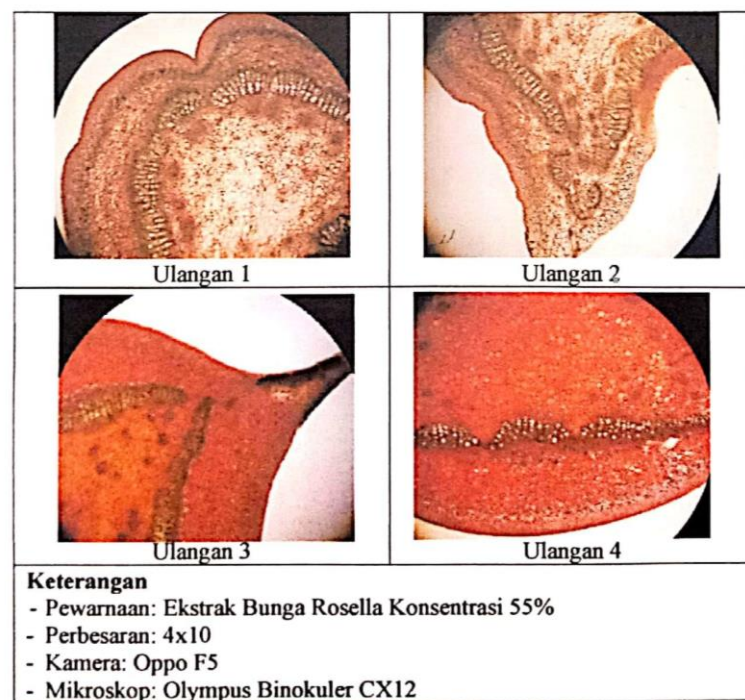 Ulangan 1
Ulangan 2
Ulangan 3
Ulangan 4
Keterangan
- Pewarnaan: Ekstrak Bunga Rosella Konsentrasi 55%
- Perbesaran: 4x10
- Kamera: Oppo F5
- Mikroskop: Olympus Binokuler CX12